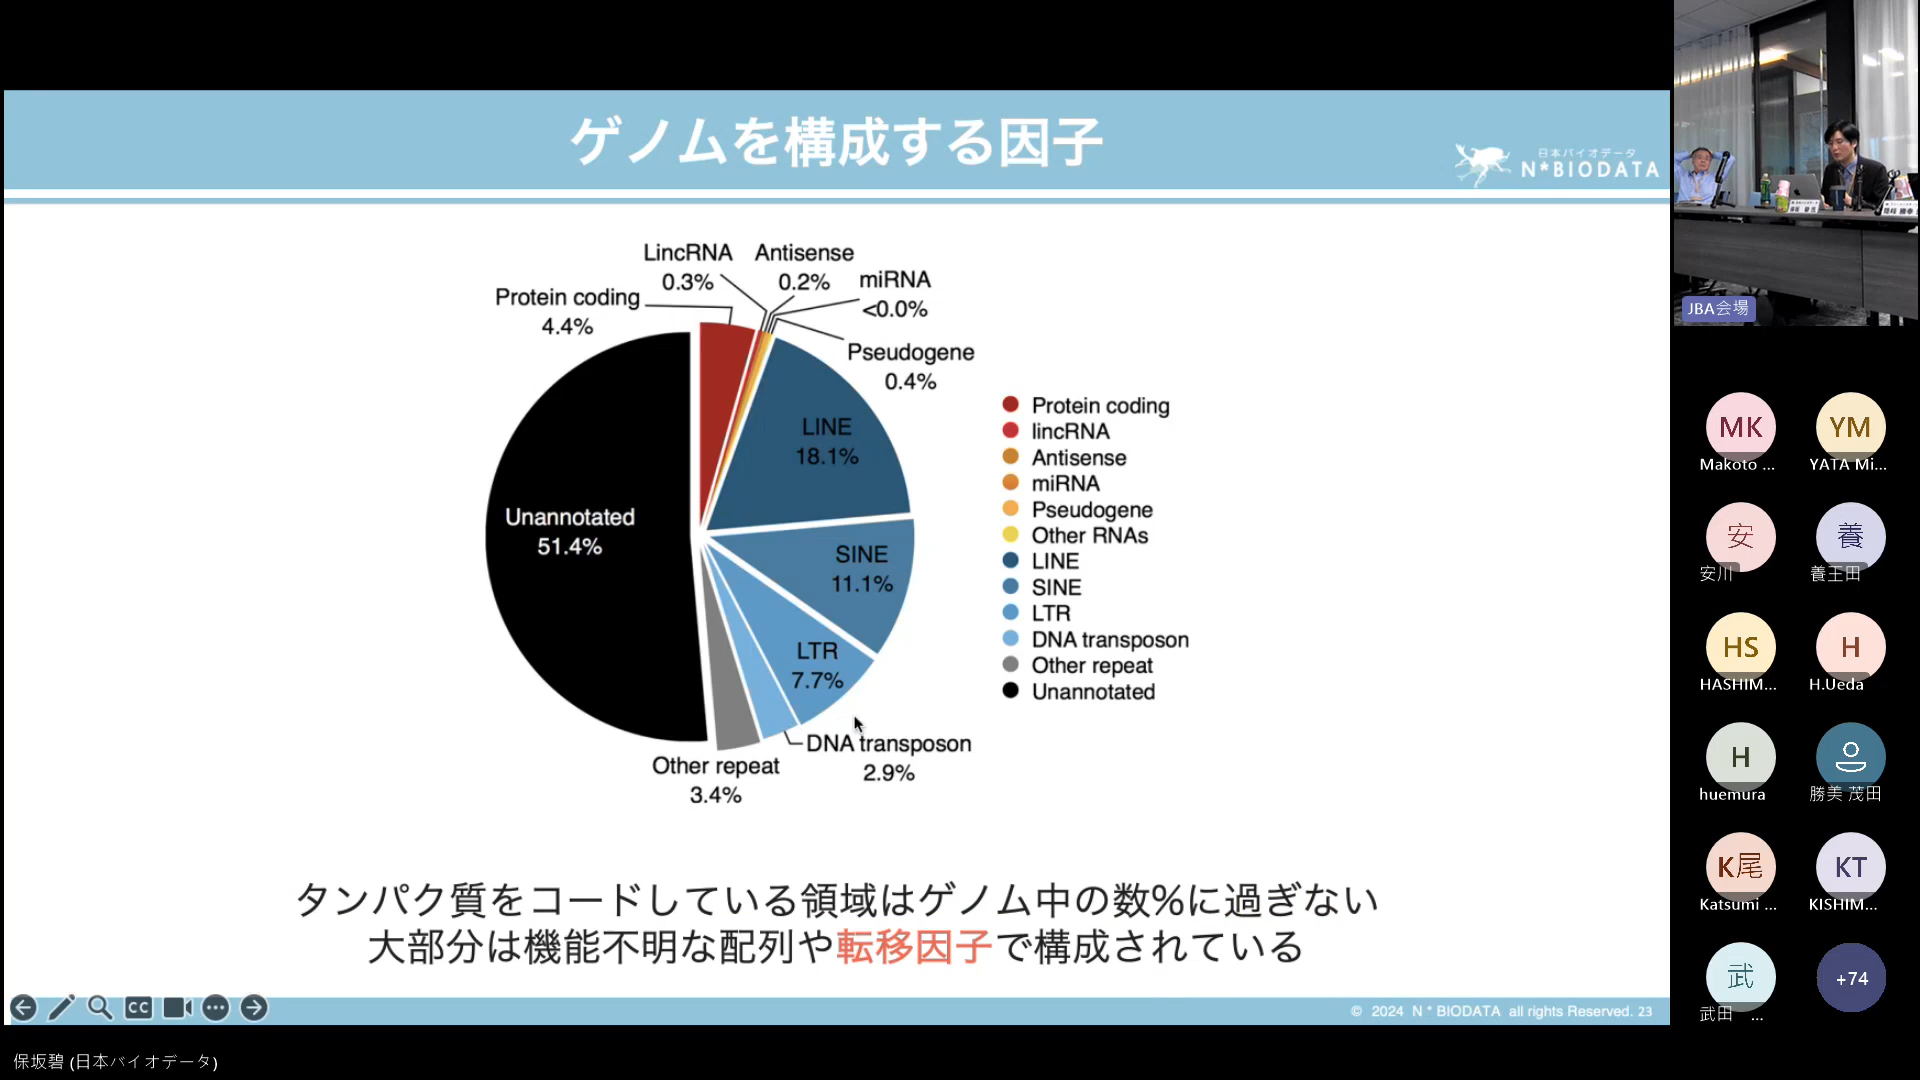 ゲノムを構成する因子
日本バイオデータ
N*BIODATA
LincRNA
0.3%
Antisense
0.2%
miRNA
<0.0%
Protein coding
4.4%
Pseudogene
0.4%
LINE
18.1%
SINE
11.1%
LTR
7.7%
DNA transposon
2.9%
Other repeat
3.4%
Unannotated
51.4%
Protein coding
lincRNA
Antisense
miRNA
Pseudogene
Other RNAs
LINE
SINE
LTR
DNA transposon
Other repeat
Unannotated
タンパク質をコードしている領域はゲノム中の数%に過ぎない
大部分は機能不明な配列や転移因子で構成されている
CC
© 2024 N * BIODATA all rights Reserved. 23
保坂碧 (日本バイオデータ)
JBA会場
MK
Makoto ...
YM
YATA Mi...
安
安川
養
養王田
HS
HASHIM...
H
H.Ueda
H
huemura
勝美 茂田
K尾
Katsumi ...
KT
KISHIM...
武
武田 ...
+74